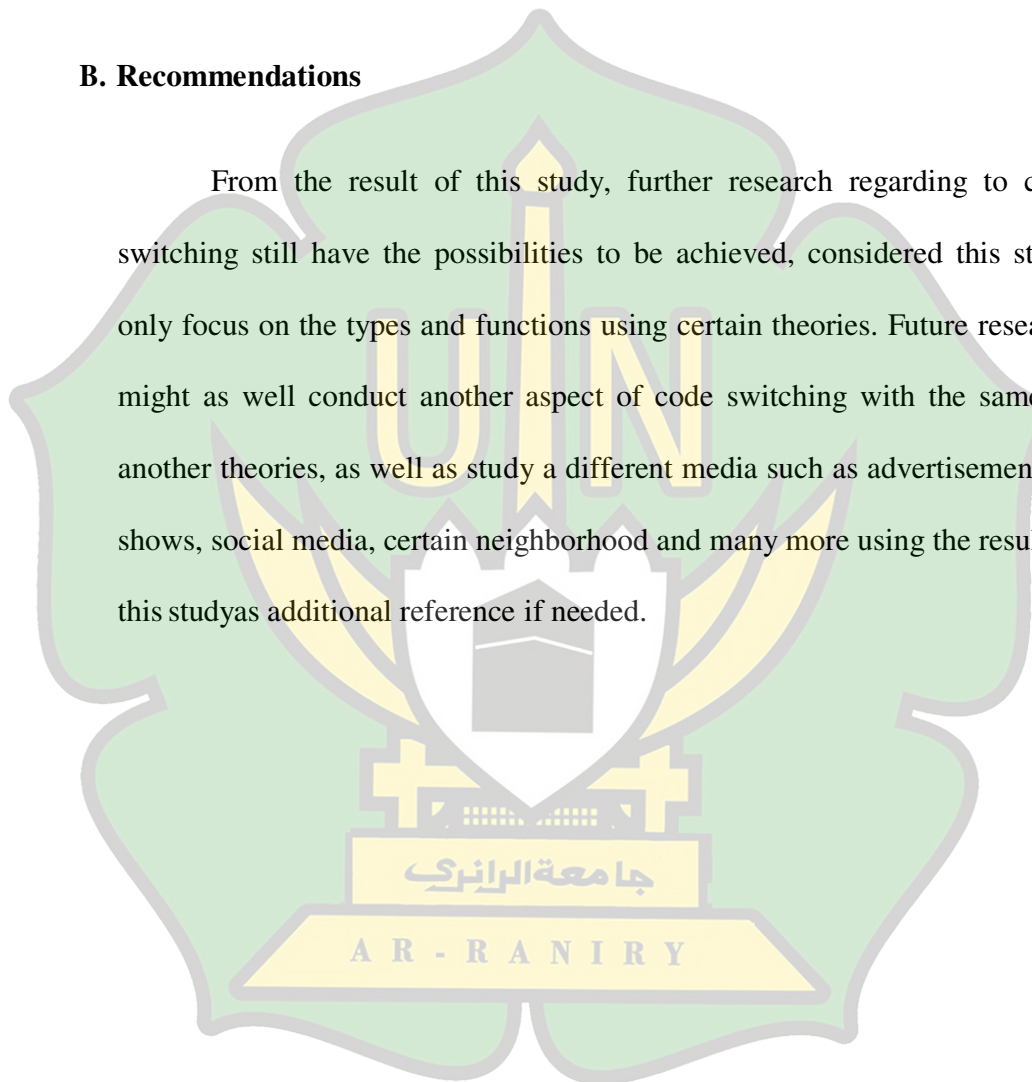 B. Recommendations
From the result of this study, further research regarding to c
switching still have the possibilities to be achieved, considered this st
only focus on the types and functions using certain theories. Future resea
might as well conduct another aspect of code switching with the same
another theories, as well as study a different media such as advertisemen
shows, social media, certain neighborhood and many more using the resul
this studyas additional reference if needed.
UIN
جامعةالرانري
AR-RANIRY